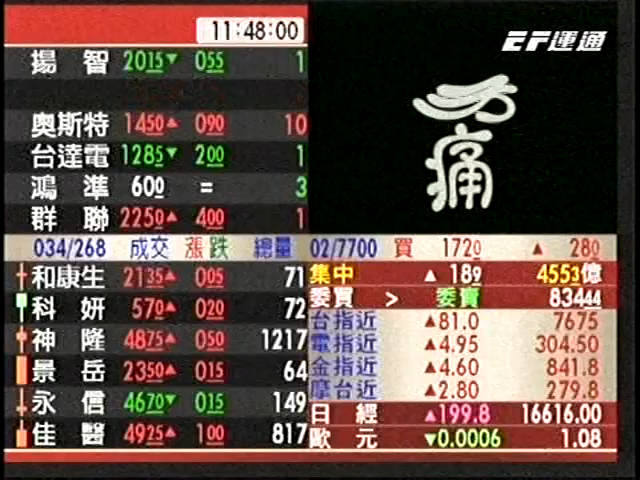 11:48:00
EF運通
揚智 2015▼ 055 1
奧斯特 1450▲ 090 10
台達電 1285▼ 200 1
鴻準 600 = 3
群聯 2250▲ 400 1
痛
034/268 成交 漲跌 總量
02/7700 買 1720 ▲ 280
和康生 2135▲ 005 71
科妍 570▲ 020 72
神隆 4875▲ 050 1217
景岳 2350▲ 015 64
永信 4670▼ 015 149
佳醫 4925▲ 100 817
集中 ▲ 189 4553億
委買 > 委賣 83444
台指近 ▲81.0 7675
電指近 ▲4.95 304.50
金指近 ▲4.60 841.8
摩台近 ▲2.80 279.8
日經 ▲199.8 16616.00
歐元 ▼0.0006 1.08